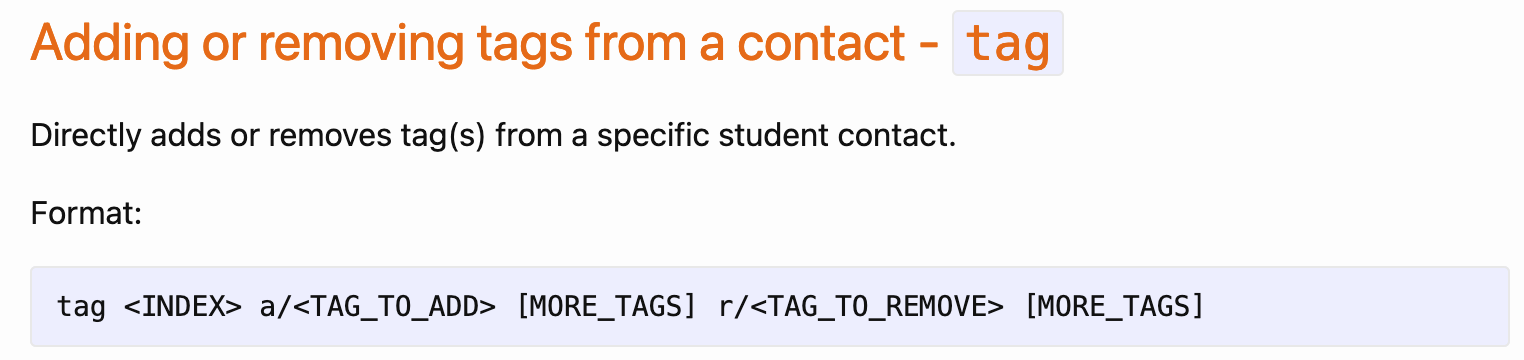 Adding or removing tags from a contact - tag
Directly adds or removes tag(s) from a specific student contact.
Format:
tag <INDEX> a/<TAG_TO_ADD> [MORE_TAGS] r/<TAG_TO_REMOVE> [MORE_TAGS]